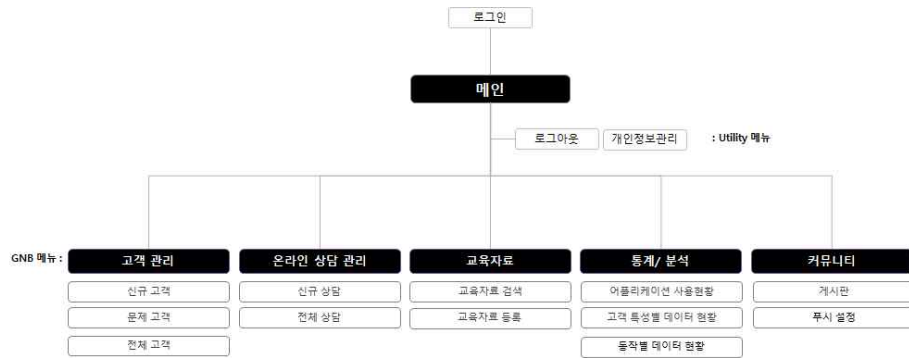 로그인
메인
로그아웃 개인정보관리 : Utility 메뉴
GNB 메뉴 : 고객 관리 온라인 상담 관리 교육자료 통계/ 분석 커뮤니티
신규 고객 신규 상담 교육자료 검색 어플리케이션 사용현황 게시판
문제 고객 전체 상담 교육자료 등록 고객 특성별 데이터 현황 푸시 설정
전체 고객 동작별 데이터 현황